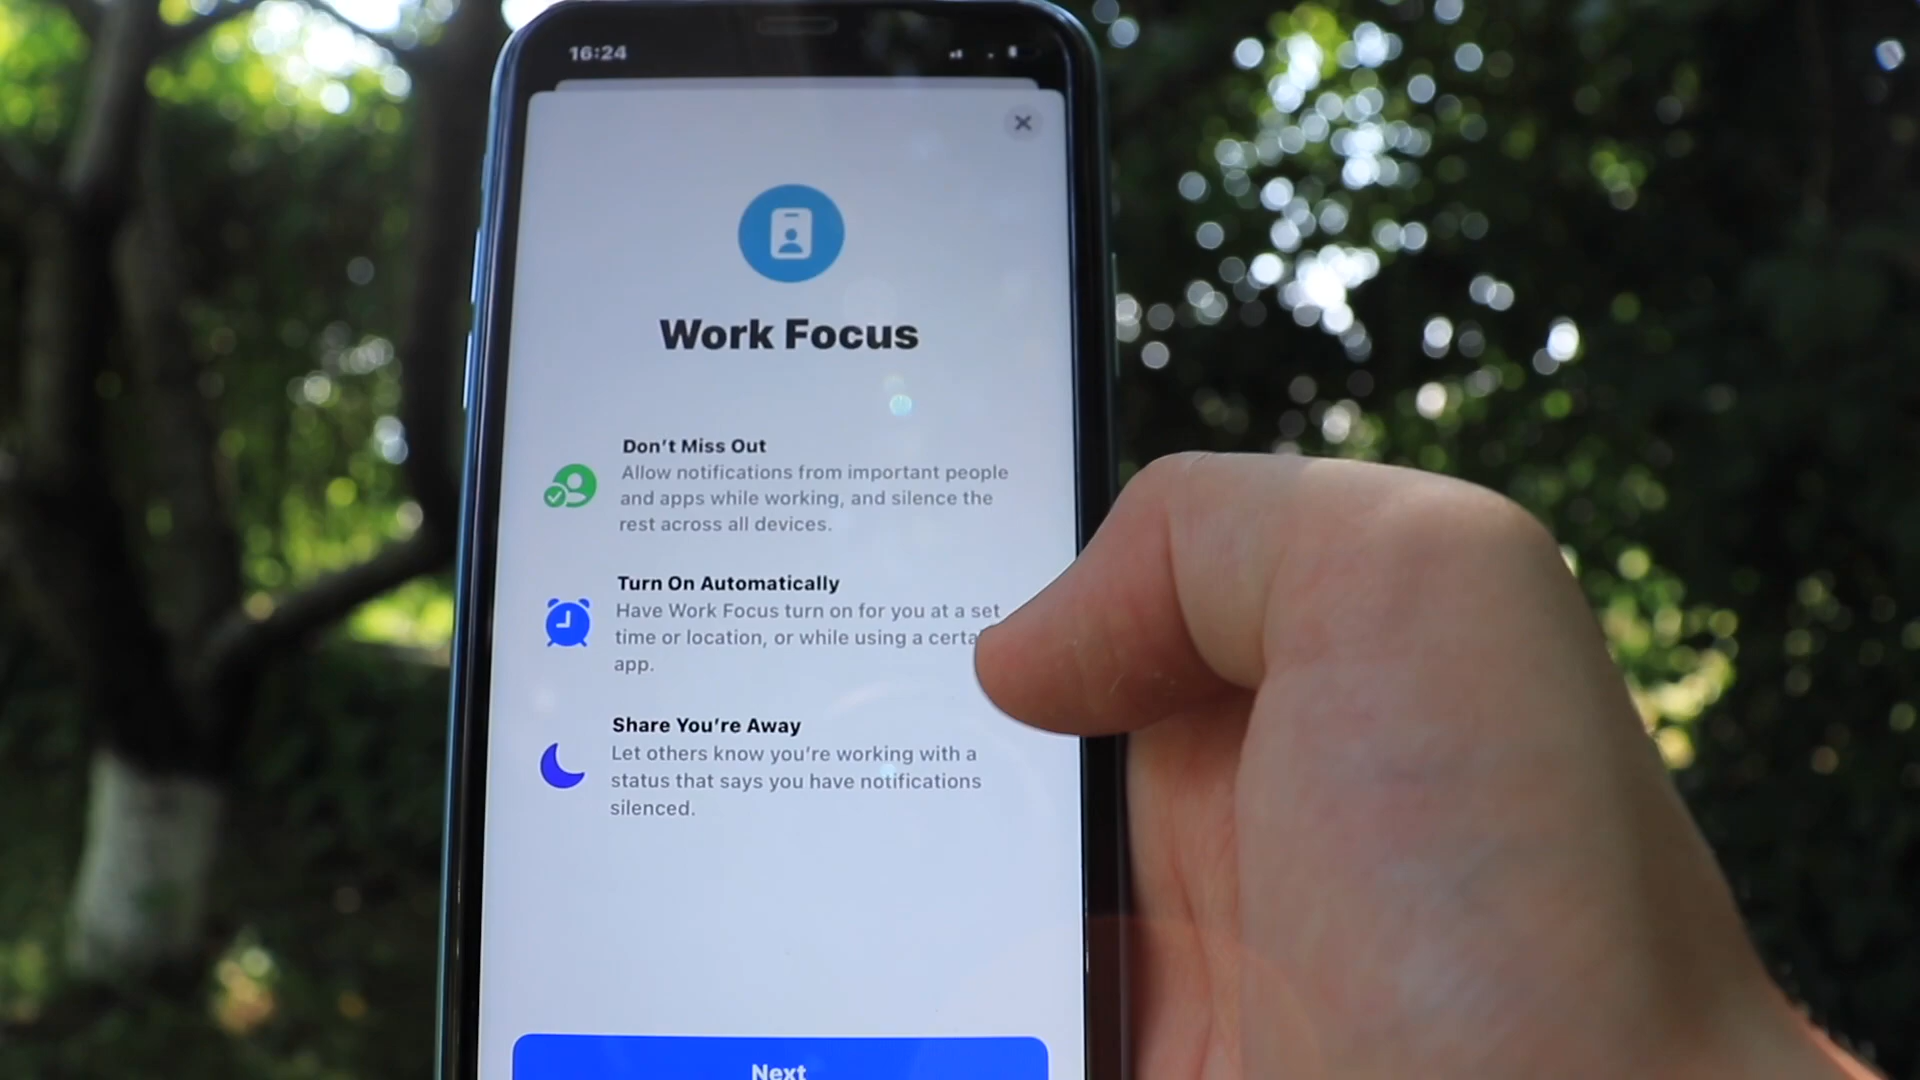 16:24
Work Focus
Don't Miss Out
Allow notifications from important people
and apps while working, and silence the
rest across all devices.
Turn On Automatically
Have Work Focus turn on for you at a set
time or location, or while using a
app.
Share You're Away
Let others know you're working with a
status that says you have notifications
silenced.
Next